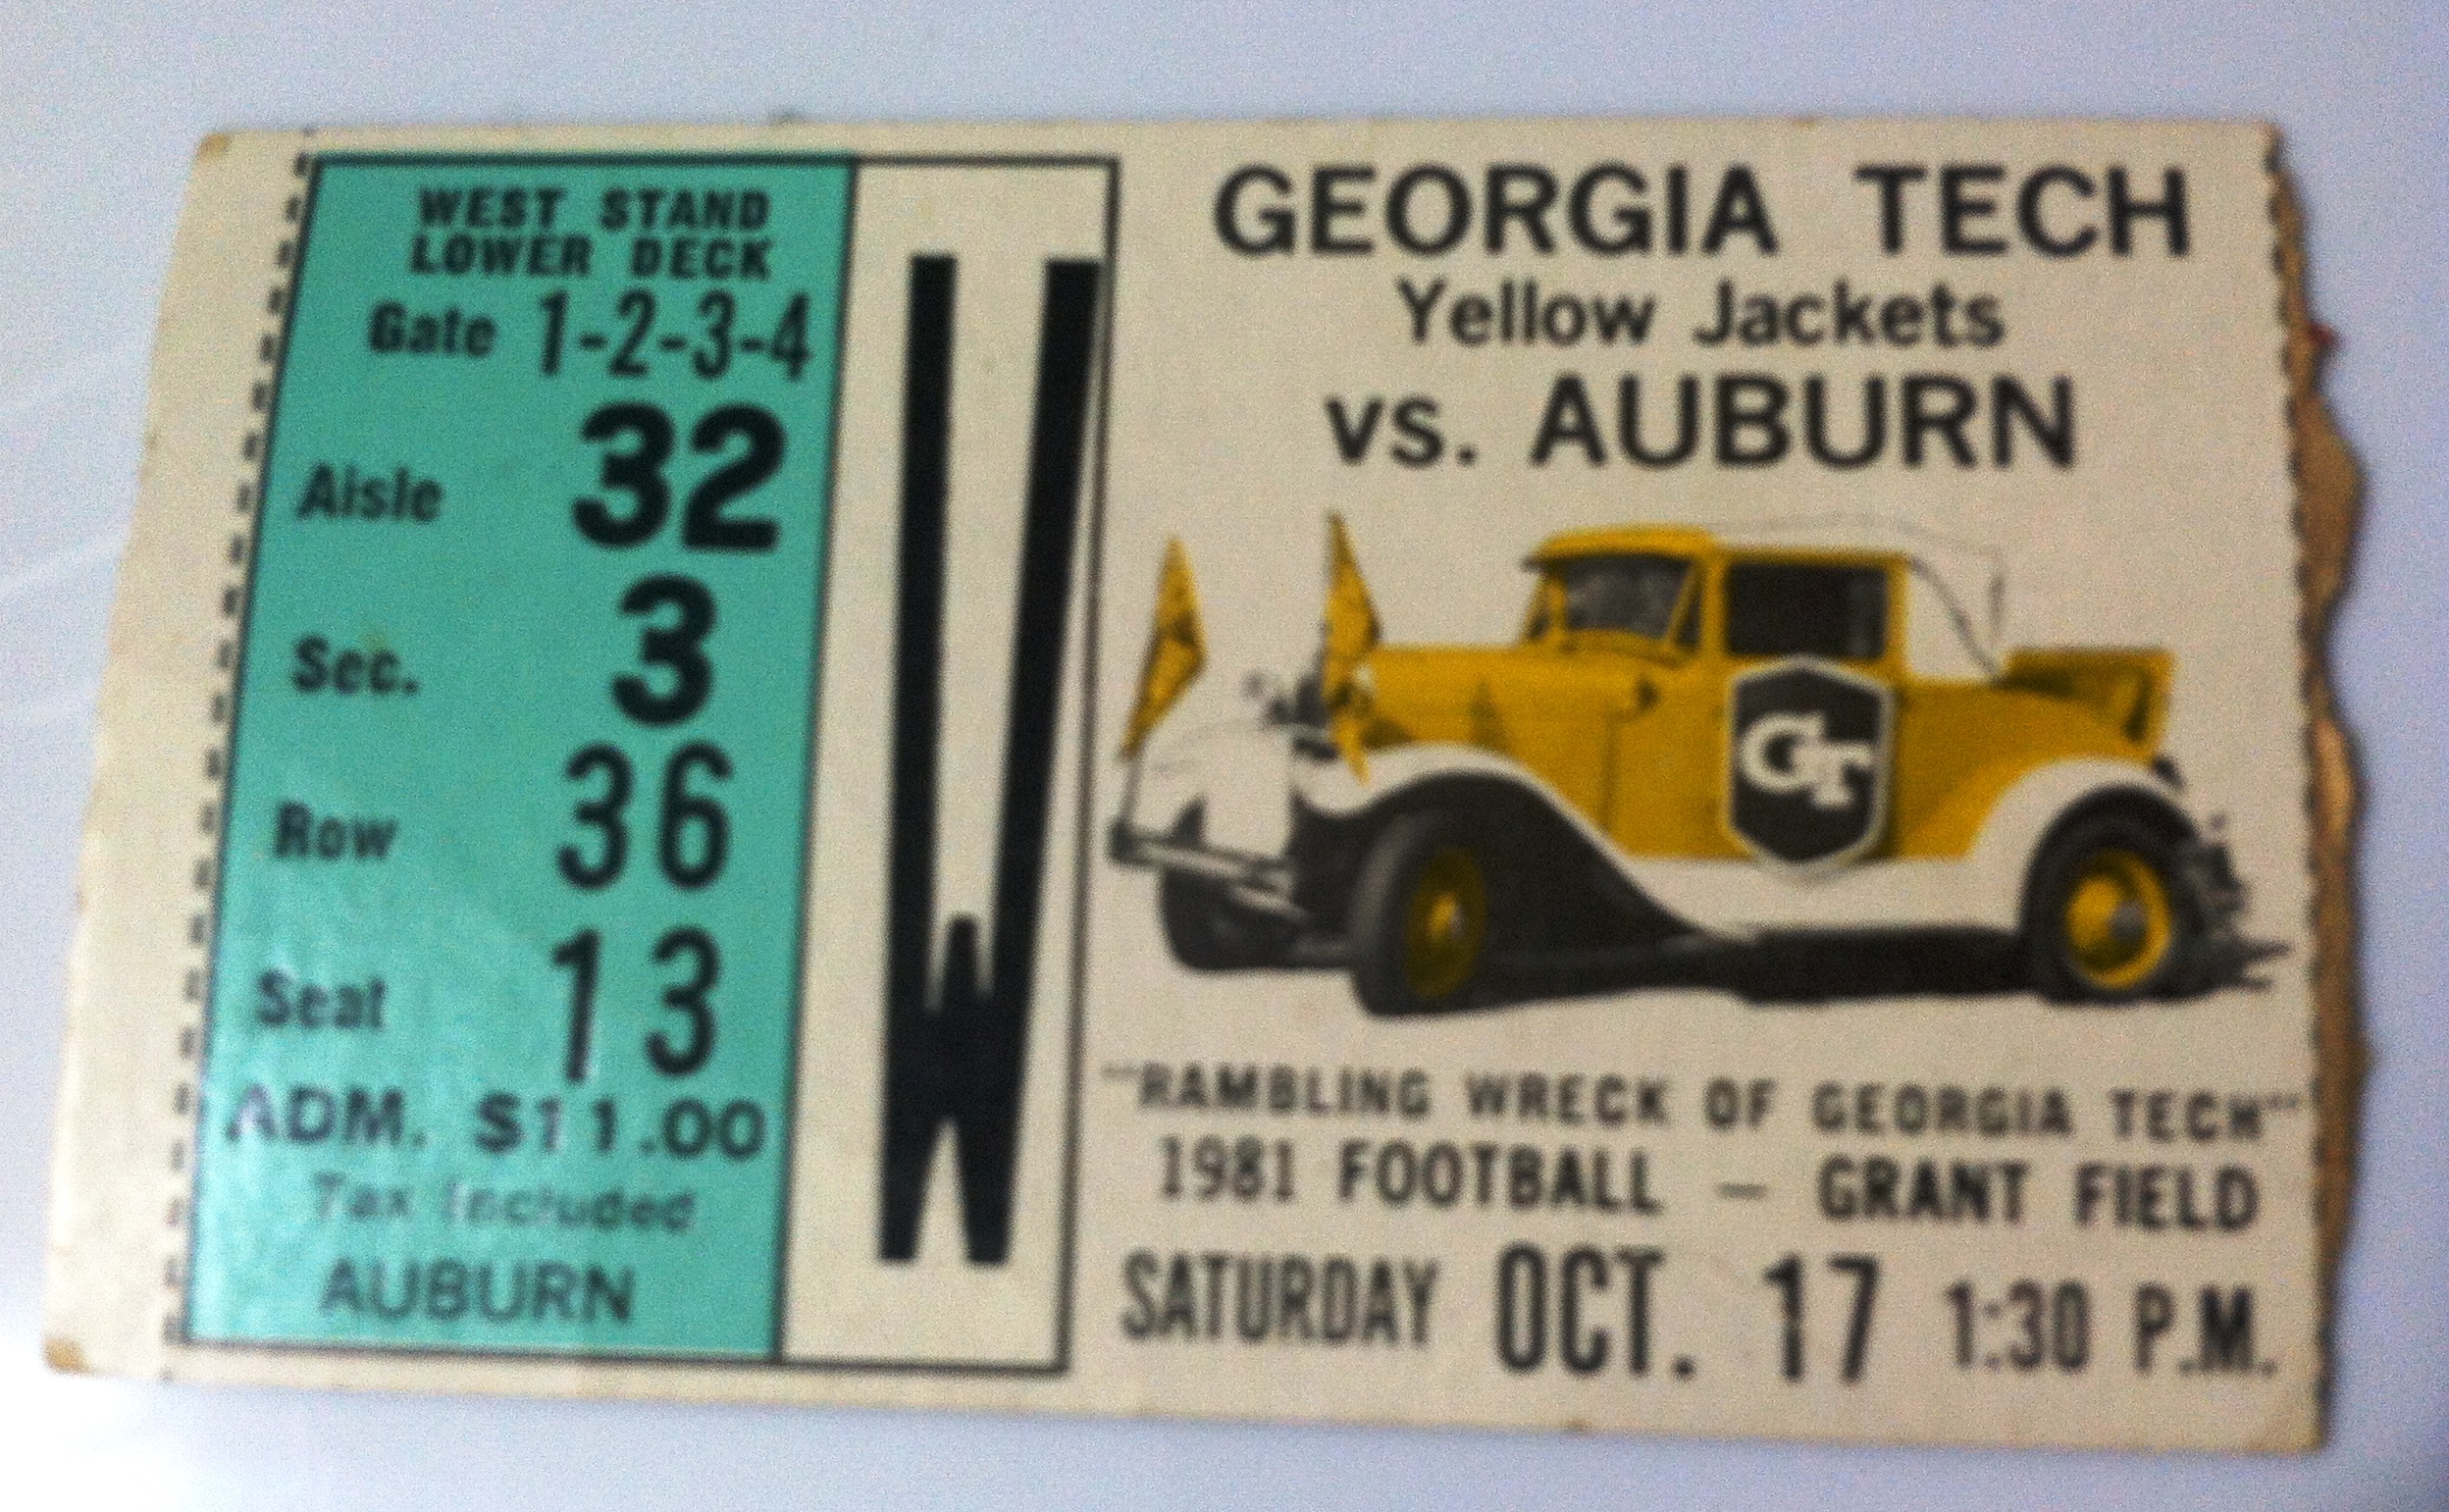 WEST STAND
LOWER DECK
Gate 1-2-3-4
Aisle 32
Sec. 3
Row 36
Seat 13
ADM. $11.00
Tax Included
AUBURN
W
GEORGIA TECH
Yellow Jackets
vs. AUBURN
GT
"RAMBLING WRECK OF GEORGIA TECH"
1981 FOOTBALL — GRANT FIELD
SATURDAY OCT. 17 1:30 P.M.